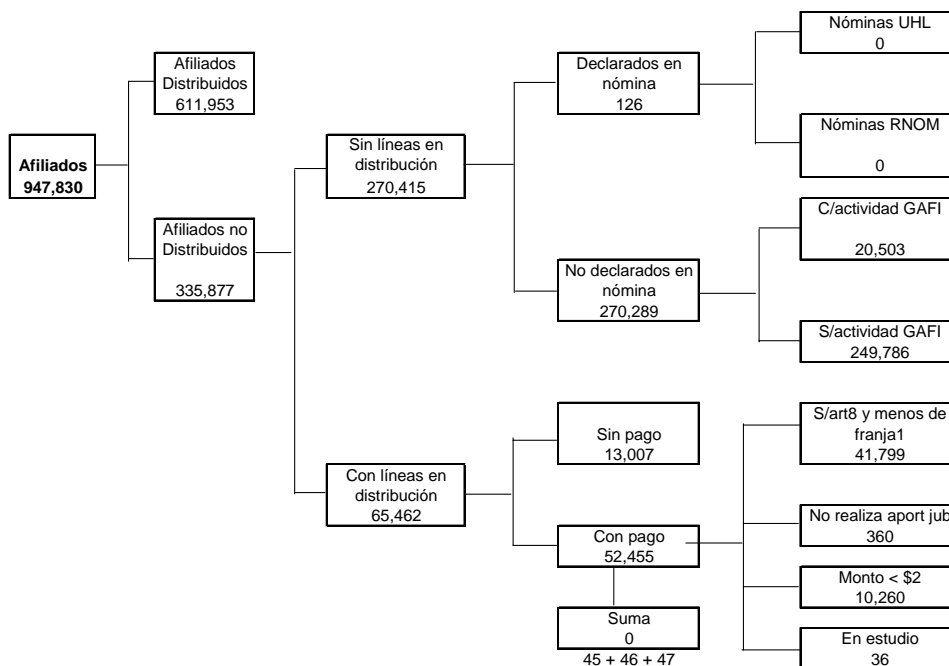 Afiliados
947,830
Afiliados
Distribuidos
611,953
Afiliados no
Distribuidos
335,877
Sin líneas en
distribución
270,415
Con líneas en
distribución
65,462
Declarados en
nómina
126
No declarados en
nómina
270,289
Sin pago
13,007
Con pago
52,455
Suma
0
45 + 46 + 47
Nóminas UHL
0
Nóminas RNOM
0
C/actividad GAFI
20,503
S/actividad GAFI
249,786
S/art8 y menos de
franja1
41,799
No realiza aport jub
360
Monto < $2
10,260
En estudio
36